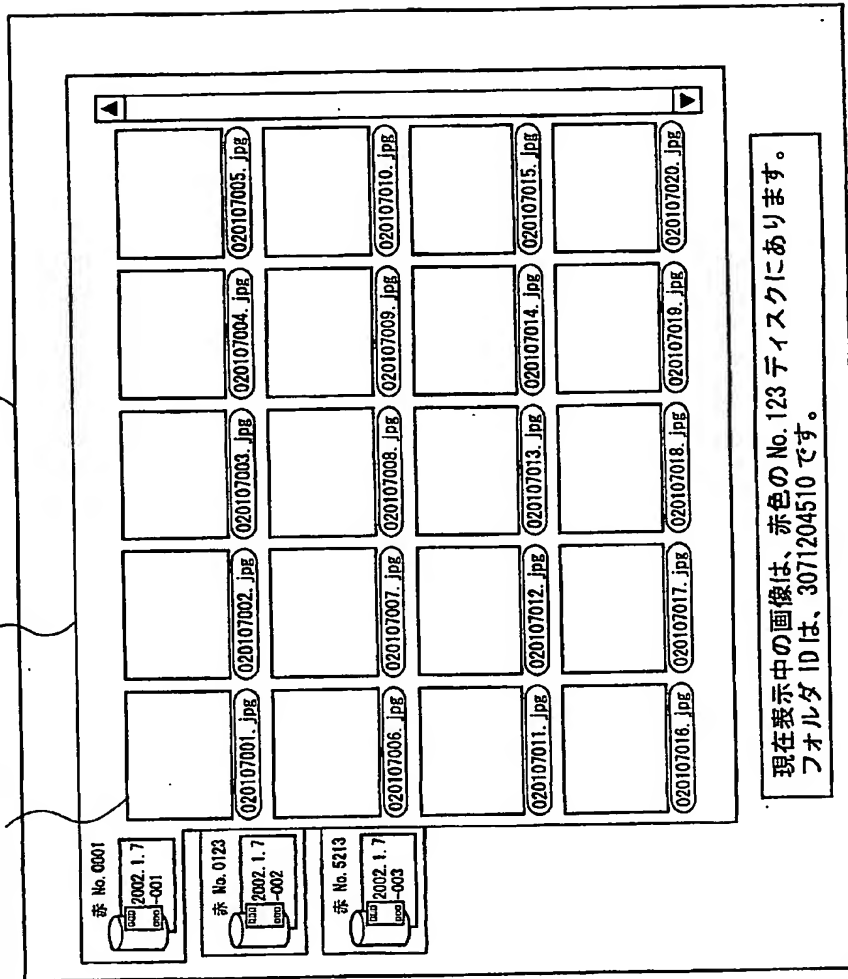 赤 No. 0001
2002. 1. 7
-001
赤 No. 0123
2002. 1. 7
-002
赤 No. 5213
2002. 1. 7
-003
020107001. jpg
020107002. jpg
020107003. jpg
020107004. jpg
020107005. jpg
020107006. jpg
020107007. jpg
020107008. jpg
020107009. jpg
020107010. jpg
020107011. jpg
020107012. jpg
020107013. jpg
020107014. jpg
020107015. jpg
020107016. jpg
020107017. jpg
020107018. jpg
020107019. jpg
020107020. jpg
現在表示中の画像は、赤色の No. 123 ディスクにあります。
フォルダ IDは、3071204510 です。